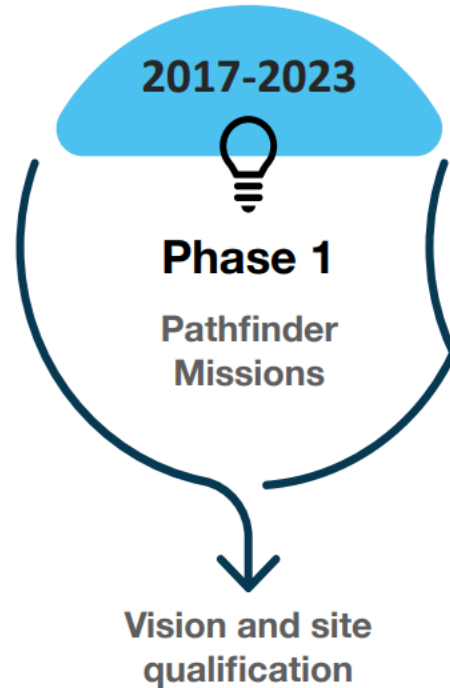 2017-2023
Phase 1
Pathfinder
Missions
Vision and site
qualification